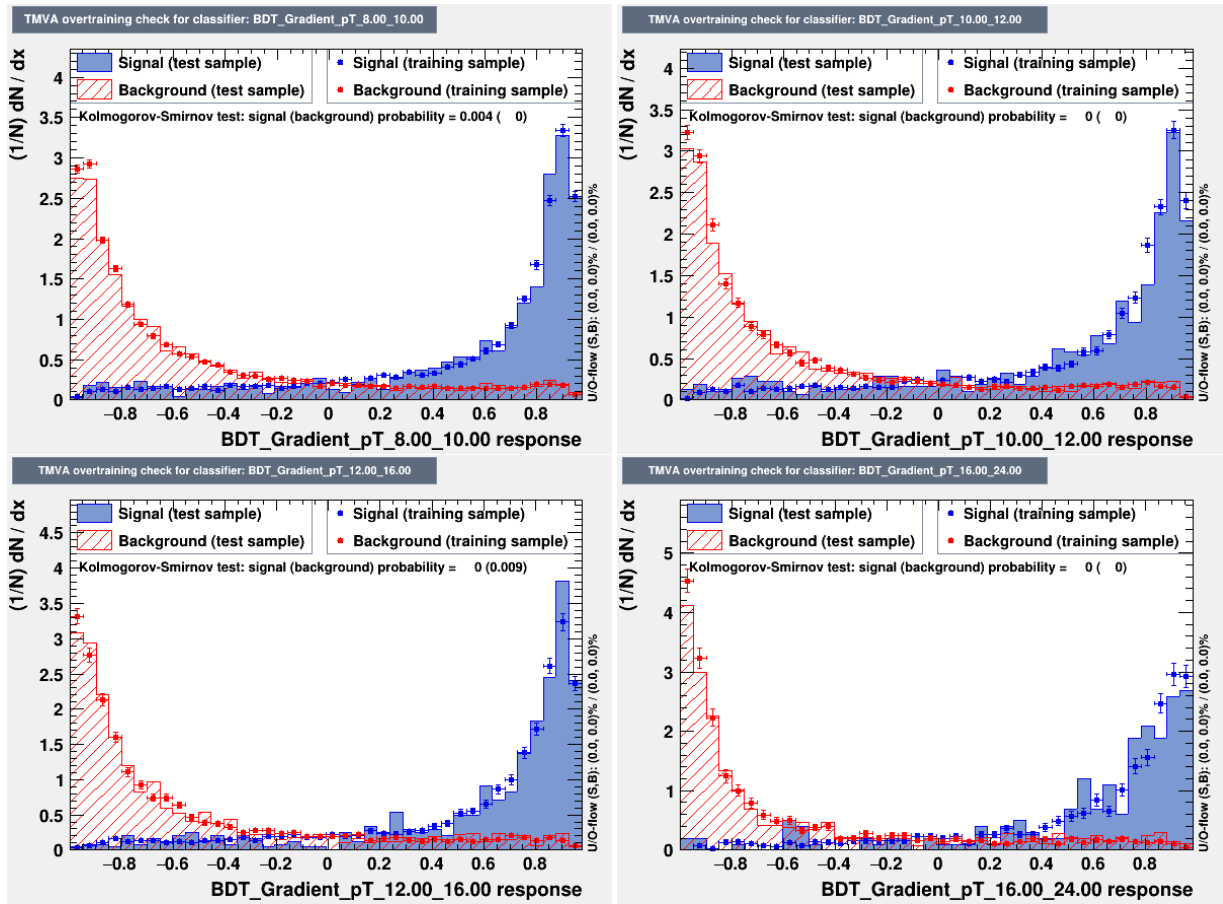 TMVA overtraining check for classifier: BDT_Gradient_pT_8.00_10.00
(1/N) dN / dx
4
3.5
3
2.5
2
1.5
1
0.5
0
Signal (test sample)
Background (test sample)
Signal (training sample)
Background (training sample)
Kolmogorov-Smirnov test: signal (background) probability = 0.004 ( 0)
U/O-flow (S,B): (0.0, 0.0)% / (0.0, 0.0)%
−0.8 −0.6 −0.4 −0.2 0 0.2 0.4 0.6 0.8
BDT_Gradient_pT_8.00_10.00 response
TMVA overtraining check for classifier: BDT_Gradient_pT_10.00_12.00
(1/N) dN / dx
4
3.5
3
2.5
2
1.5
1
0.5
0
Signal (test sample)
Background (test sample)
Signal (training sample)
Background (training sample)
Kolmogorov-Smirnov test: signal (background) probability = 0 ( 0)
U/O-flow (S,B): (0.0, 0.0)% / (0.0, 0.0)%
−0.8 −0.6 −0.4 −0.2 0 0.2 0.4 0.6 0.8
BDT_Gradient_pT_10.00_12.00 response
TMVA overtraining check for classifier: BDT_Gradient_pT_12.00_16.00
(1/N) dN / dx
4.5
4
3.5
3
2.5
2
1.5
1
0.5
0
Signal (test sample)
Background (test sample)
Signal (training sample)
Background (training sample)
Kolmogorov-Smirnov test: signal (background) probability = 0 (0.009)
U/O-flow (S,B): (0.0, 0.0)% / (0.0, 0.0)%
−0.8 −0.6 −0.4 −0.2 0 0.2 0.4 0.6 0.8
BDT_Gradient_pT_12.00_16.00 response
TMVA overtraining check for classifier: BDT_Gradient_pT_16.00_24.00
(1/N) dN / dx
5
4
3
2
1
0
Signal (test sample)
Background (test sample)
Signal (training sample)
Background (training sample)
Kolmogorov-Smirnov test: signal (background) probability = 0 ( 0)
U/O-flow (S,B): (0.0, 0.0)% / (0.0, 0.0)%
−0.8 −0.6 −0.4 −0.2 0 0.2 0.4 0.6 0.8
BDT_Gradient_pT_16.00_24.00 response